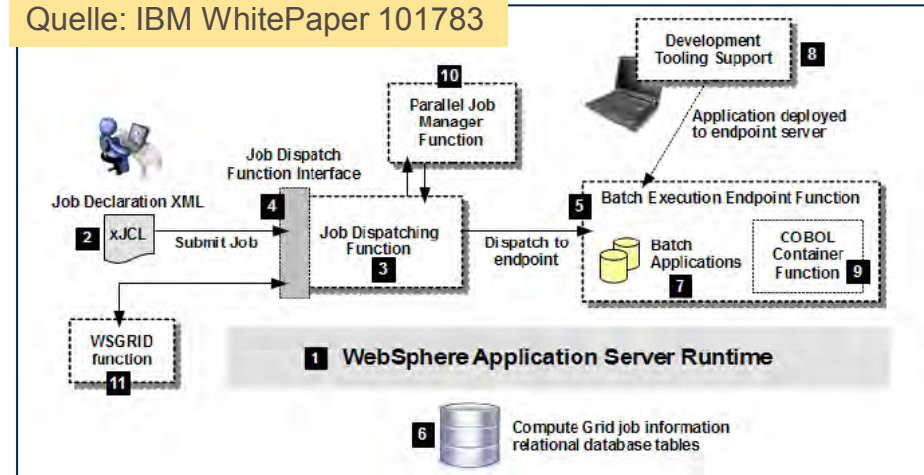 Quelle: IBM WhitePaper 101783
Development
Tooling Support
8
10
Parallel Job
Manager
Function
Application deployed
to endpoint server
Job Dispatch
Function Interface
Job Declaration XML
4
5
Batch Execution Endpoint Function
2
xJCL
Submit Job
Job Dispatching
Function
3
Dispatch to
endpoint
Batch
Applications
7
COBOL
Container
Function
9
WSGRID
function
11
1
WebSphere Application Server Runtime
6
Compute Grid job information
relational database tables